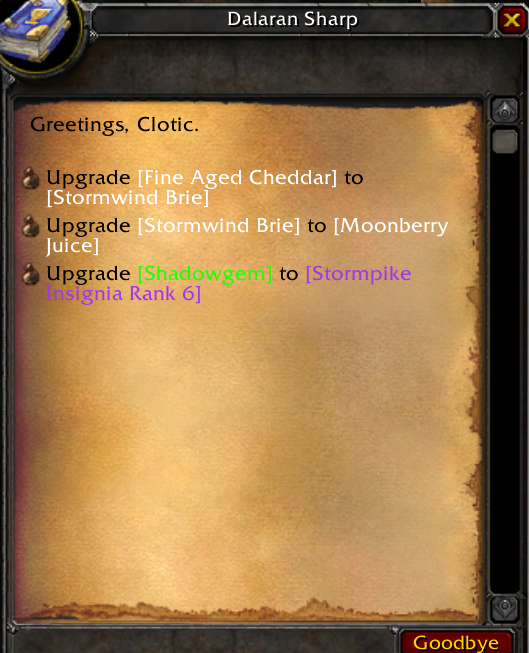 Dalaran Sharp
Greetings, Clotic.
Upgrade [Fine Aged Cheddar] to
[Stormwind Brie]
Upgrade [Stormwind Brie] to [Moonberry
Juice]
Upgrade [Shadowgem] to [Stormpike
Insignia Rank 6]
Goodbye